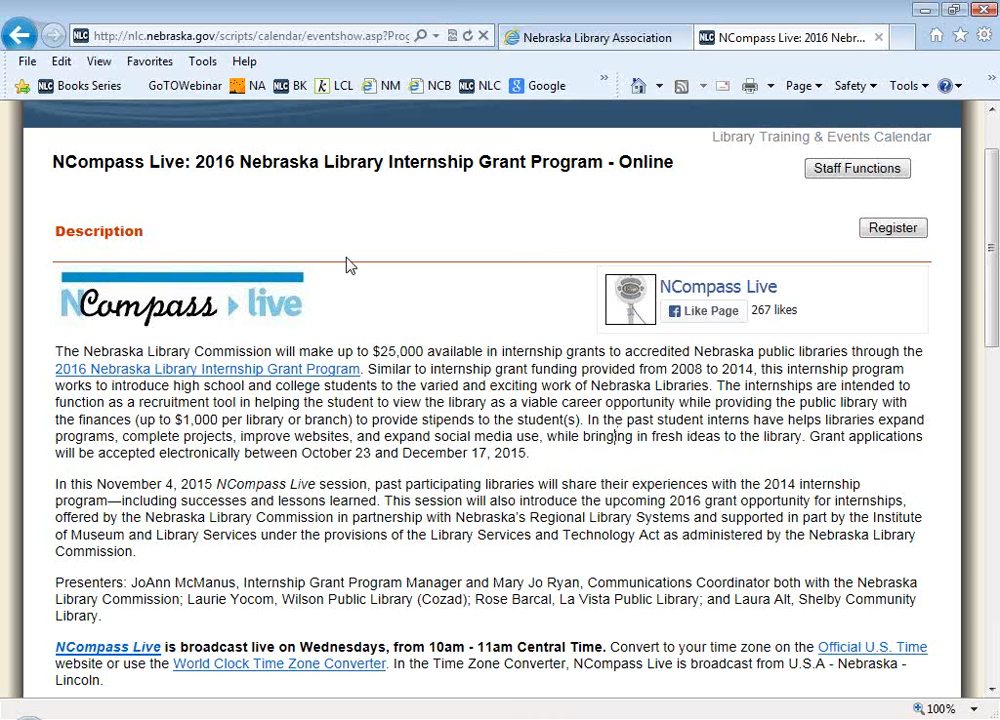 http://nlc.nebraska.gov/scripts/calendar/eventshow.asp?Prog
Nebraska Library Association
NLC NCompass Live: 2016 Nebr...
File Edit View Favorites Tools Help
NLC Books Series GoTOWebinar NA NLC BK k LCL NM NCB NLC NLC g Google
Page Safety Tools
Library Training & Events Calendar
NCompass Live: 2016 Nebraska Library Internship Grant Program - Online
Staff Functions
Description
Register
NCompass live
NCompass Live
Like Page 267 likes
The Nebraska Library Commission will make up to $25,000 available in internship grants to accredited Nebraska public libraries through the
2016 Nebraska Library Internship Grant Program. Similar to internship grant funding provided from 2008 to 2014, this internship program
works to introduce high school and college students to the varied and exciting work of Nebraska Libraries. The internships are intended to
function as a recruitment tool in helping the student to view the library as a viable career opportunity while providing the public library with
the finances (up to $1,000 per library or branch) to provide stipends to the student(s). In the past student interns have helps libraries expand
programs, complete projects, improve websites, and expand social media use, while bringing in fresh ideas to the library. Grant applications
will be accepted electronically between October 23 and December 17, 2015.
In this November 4, 2015 NCompass Live session, past participating libraries will share their experiences with the 2014 internship
program—including successes and lessons learned. This session will also introduce the upcoming 2016 grant opportunity for internships,
offered by the Nebraska Library Commission in partnership with Nebraska's Regional Library Systems and supported in part by the Institute
of Museum and Library Services under the provisions of the Library Services and Technology Act as administered by the Nebraska Library
Commission.
Presenters: JoAnn McManus, Internship Grant Program Manager and Mary Jo Ryan, Communications Coordinator both with the Nebraska
Library Commission; Laurie Yocom, Wilson Public Library (Cozad); Rose Barcal, La Vista Public Library; and Laura Alt, Shelby Community
Library.
NCompass Live is broadcast live on Wednesdays, from 10am - 11am Central Time. Convert to your time zone on the Official U.S. Time
website or use the World Clock Time Zone Converter. In the Time Zone Converter, NCompass Live is broadcast from U.S.A - Nebraska -
Lincoln.
100%